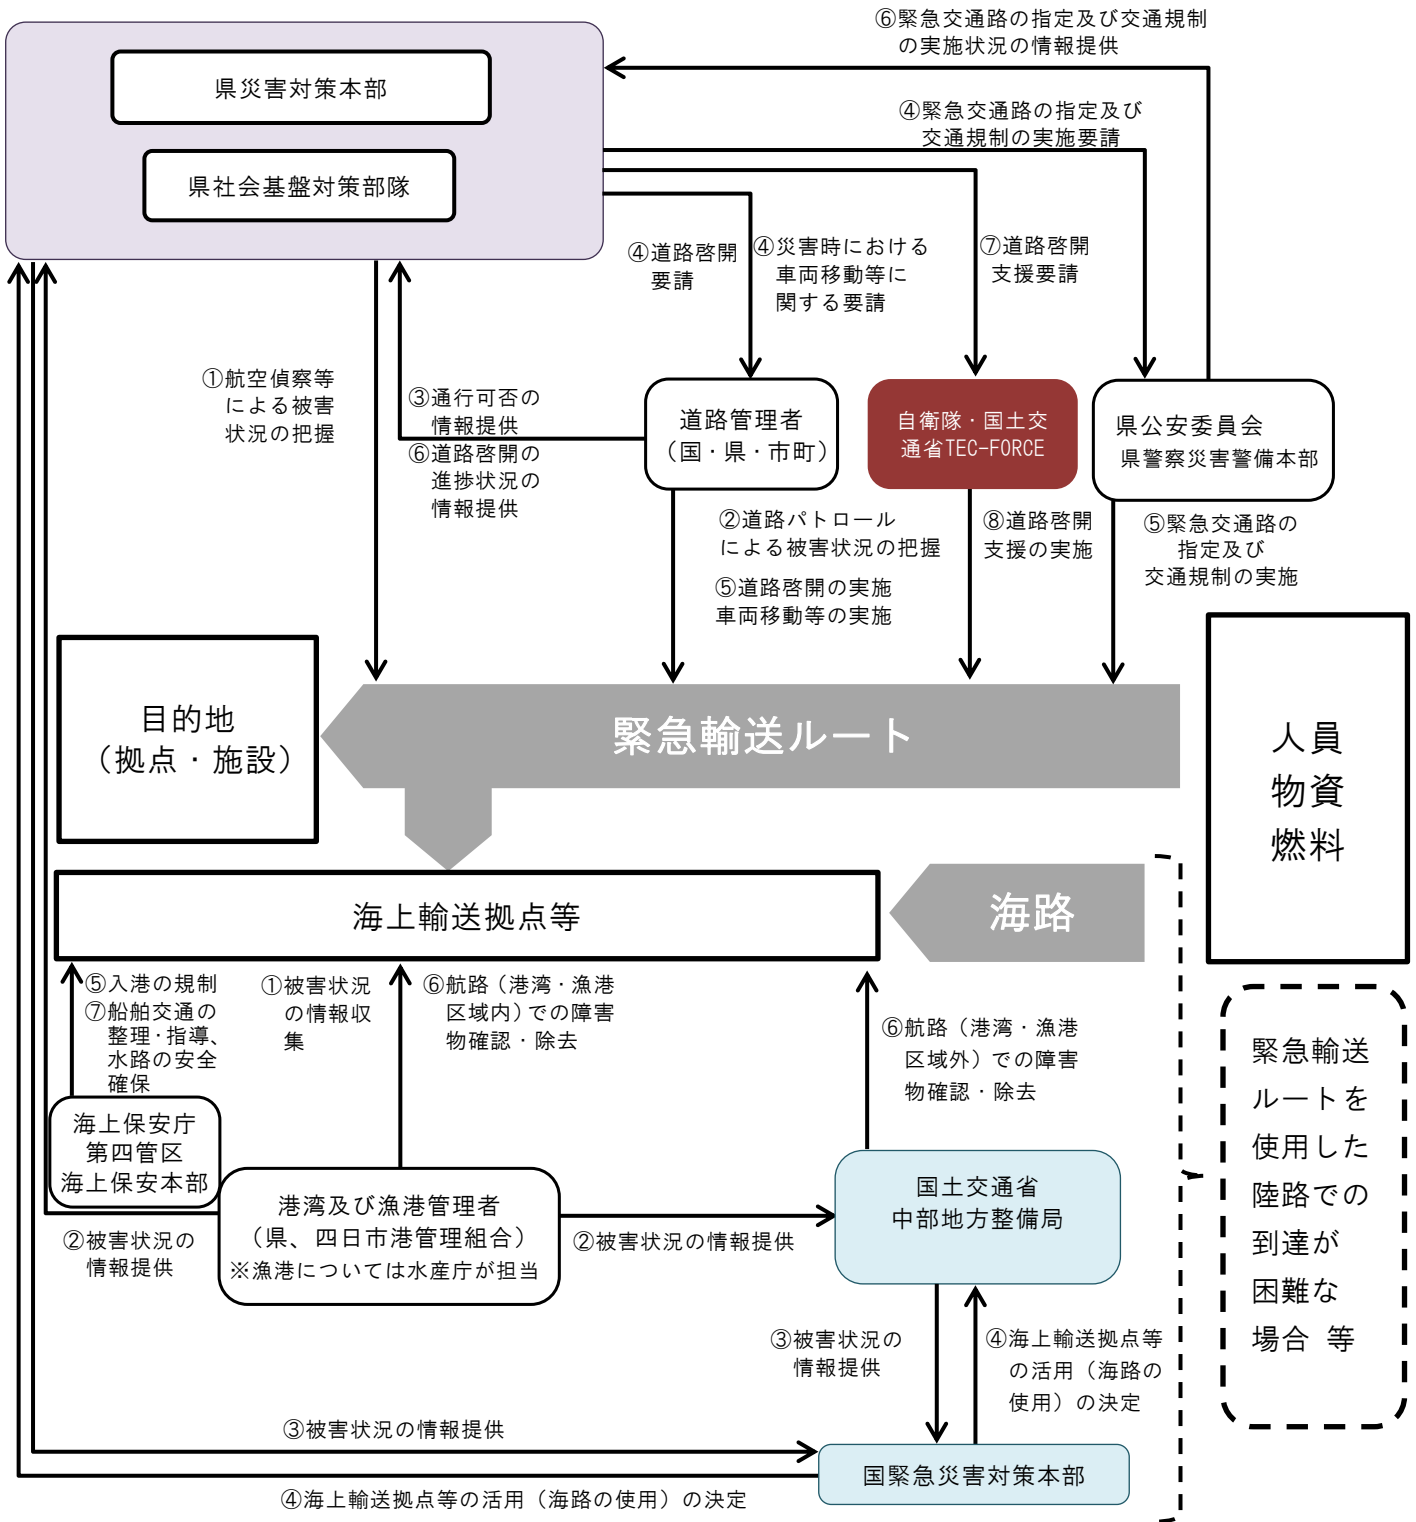 ⑥緊急交通路の指定及び交通規制
の実施状況の情報提供
県災害対策本部
④緊急交通路の指定及び
交通規制の実施要請
県社会基盤対策部隊
④道路啓開
要請
④災害時における
車両移動等に
関する要請
⑦道路啓開
支援要請
①航空偵察等
による被害
状況の把握
③通行可否の
情報提供
⑥道路啓開の
進捗状況の
情報提供
道路管理者
（国・県・市町）
自衛隊・国土交
通省TEC-FORCE
県公安委員会
県警察災害警備本部
②道路パトロール
による被害状況の把握
⑤道路啓開の実施
車両移動等の実施
⑧道路啓開
支援の実施
⑤緊急交通路の
指定及び
交通規制の実施
目的地
（拠点・施設）
緊急輸送ルート
人員
物資
燃料
海上輸送拠点等
海路
⑤入港の規制
⑦船舶交通の
整理・指導、
水路の安全
確保
①被害状況
の情報収
集
⑥航路（港湾・漁港
区域内）での障害
物確認・除去
⑥航路（港湾・漁港
区域外）での障害
物確認・除去
緊急輸送
ルートを
使用した
陸路での
到達が
困難な
場合 等
海上保安庁
第四管区
海上保安本部
港湾及び漁港管理者
（県、四日市港管理組合）
※漁港については水産庁が担当
国土交通省
中部地方整備局
②被害状況の
情報提供
②被害状況の情報提供
③被害状況の
情報提供
④海上輸送拠点等
の活用（海路の
使用）の決定
③被害状況の情報提供
国緊急災害対策本部
④海上輸送拠点等の活用（海路の使用）の決定